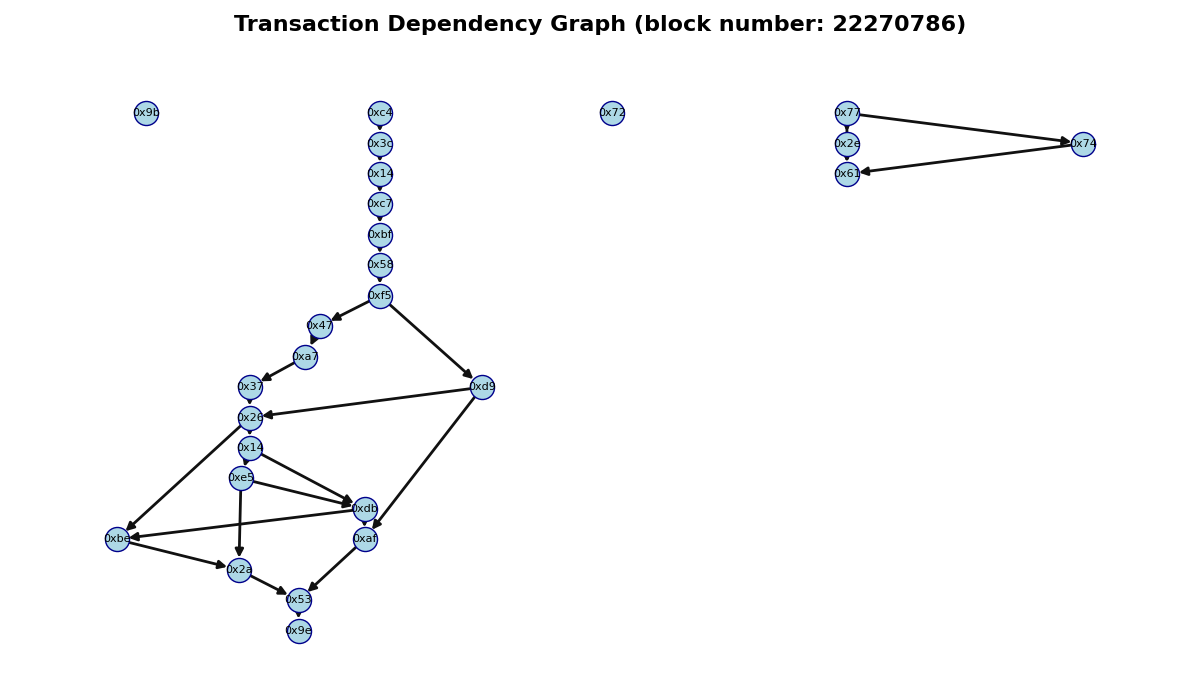 Transaction Dependency Graph (block number: 22270786)
0x9b
0xc4
0x72
0x77
0x3c
0x2e
0x74
0x14
0x61
0xc7
0xbf
0x58
0xf5
0x47
0xa7
0x37
0xd9
0x26
0x14
0xe5
0xdb
0xbe
0xaf
0x2a
0x53
0x9e